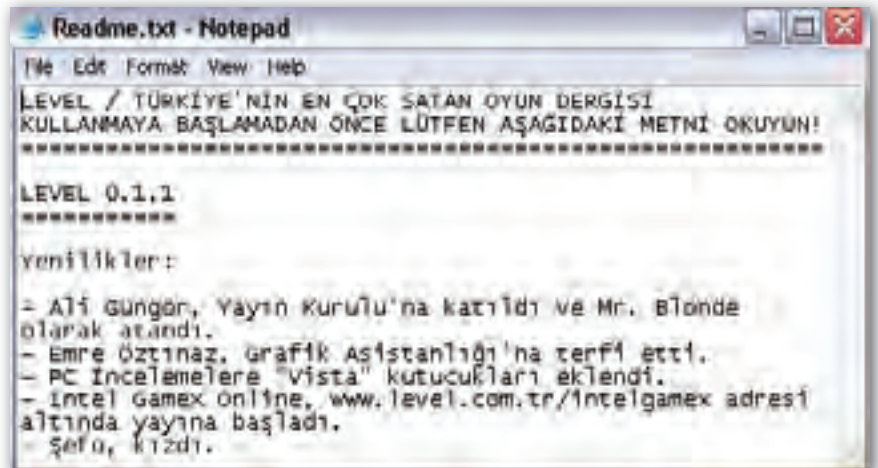 Readme.txt - Notepad
File Edit Format View Help
LEVEL / TÜRKİYE'NİN EN ÇOK SATAN OYUN DERGİSİ
KULLANMAYA BAŞLAMADAN ÖNCE LÜTFEN AŞAĞIDAKİ METNİ OKUYUN!
============================================================
LEVEL 0.1.1
===========
Yenilikler:
- Ali Güngör, Yayın Kurulu'na katıldı ve Mr. Blonde
olarak atandı.
- Emre Öztınaz, Grafik Asistanlığı'na terfi etti.
- PC İncelemelere "Vista" kutucukları eklendi.
- Intel Gamex Online, www.level.com.tr/intelgamex adresi
altında yayına başladı.
- Şefo, kızdı.